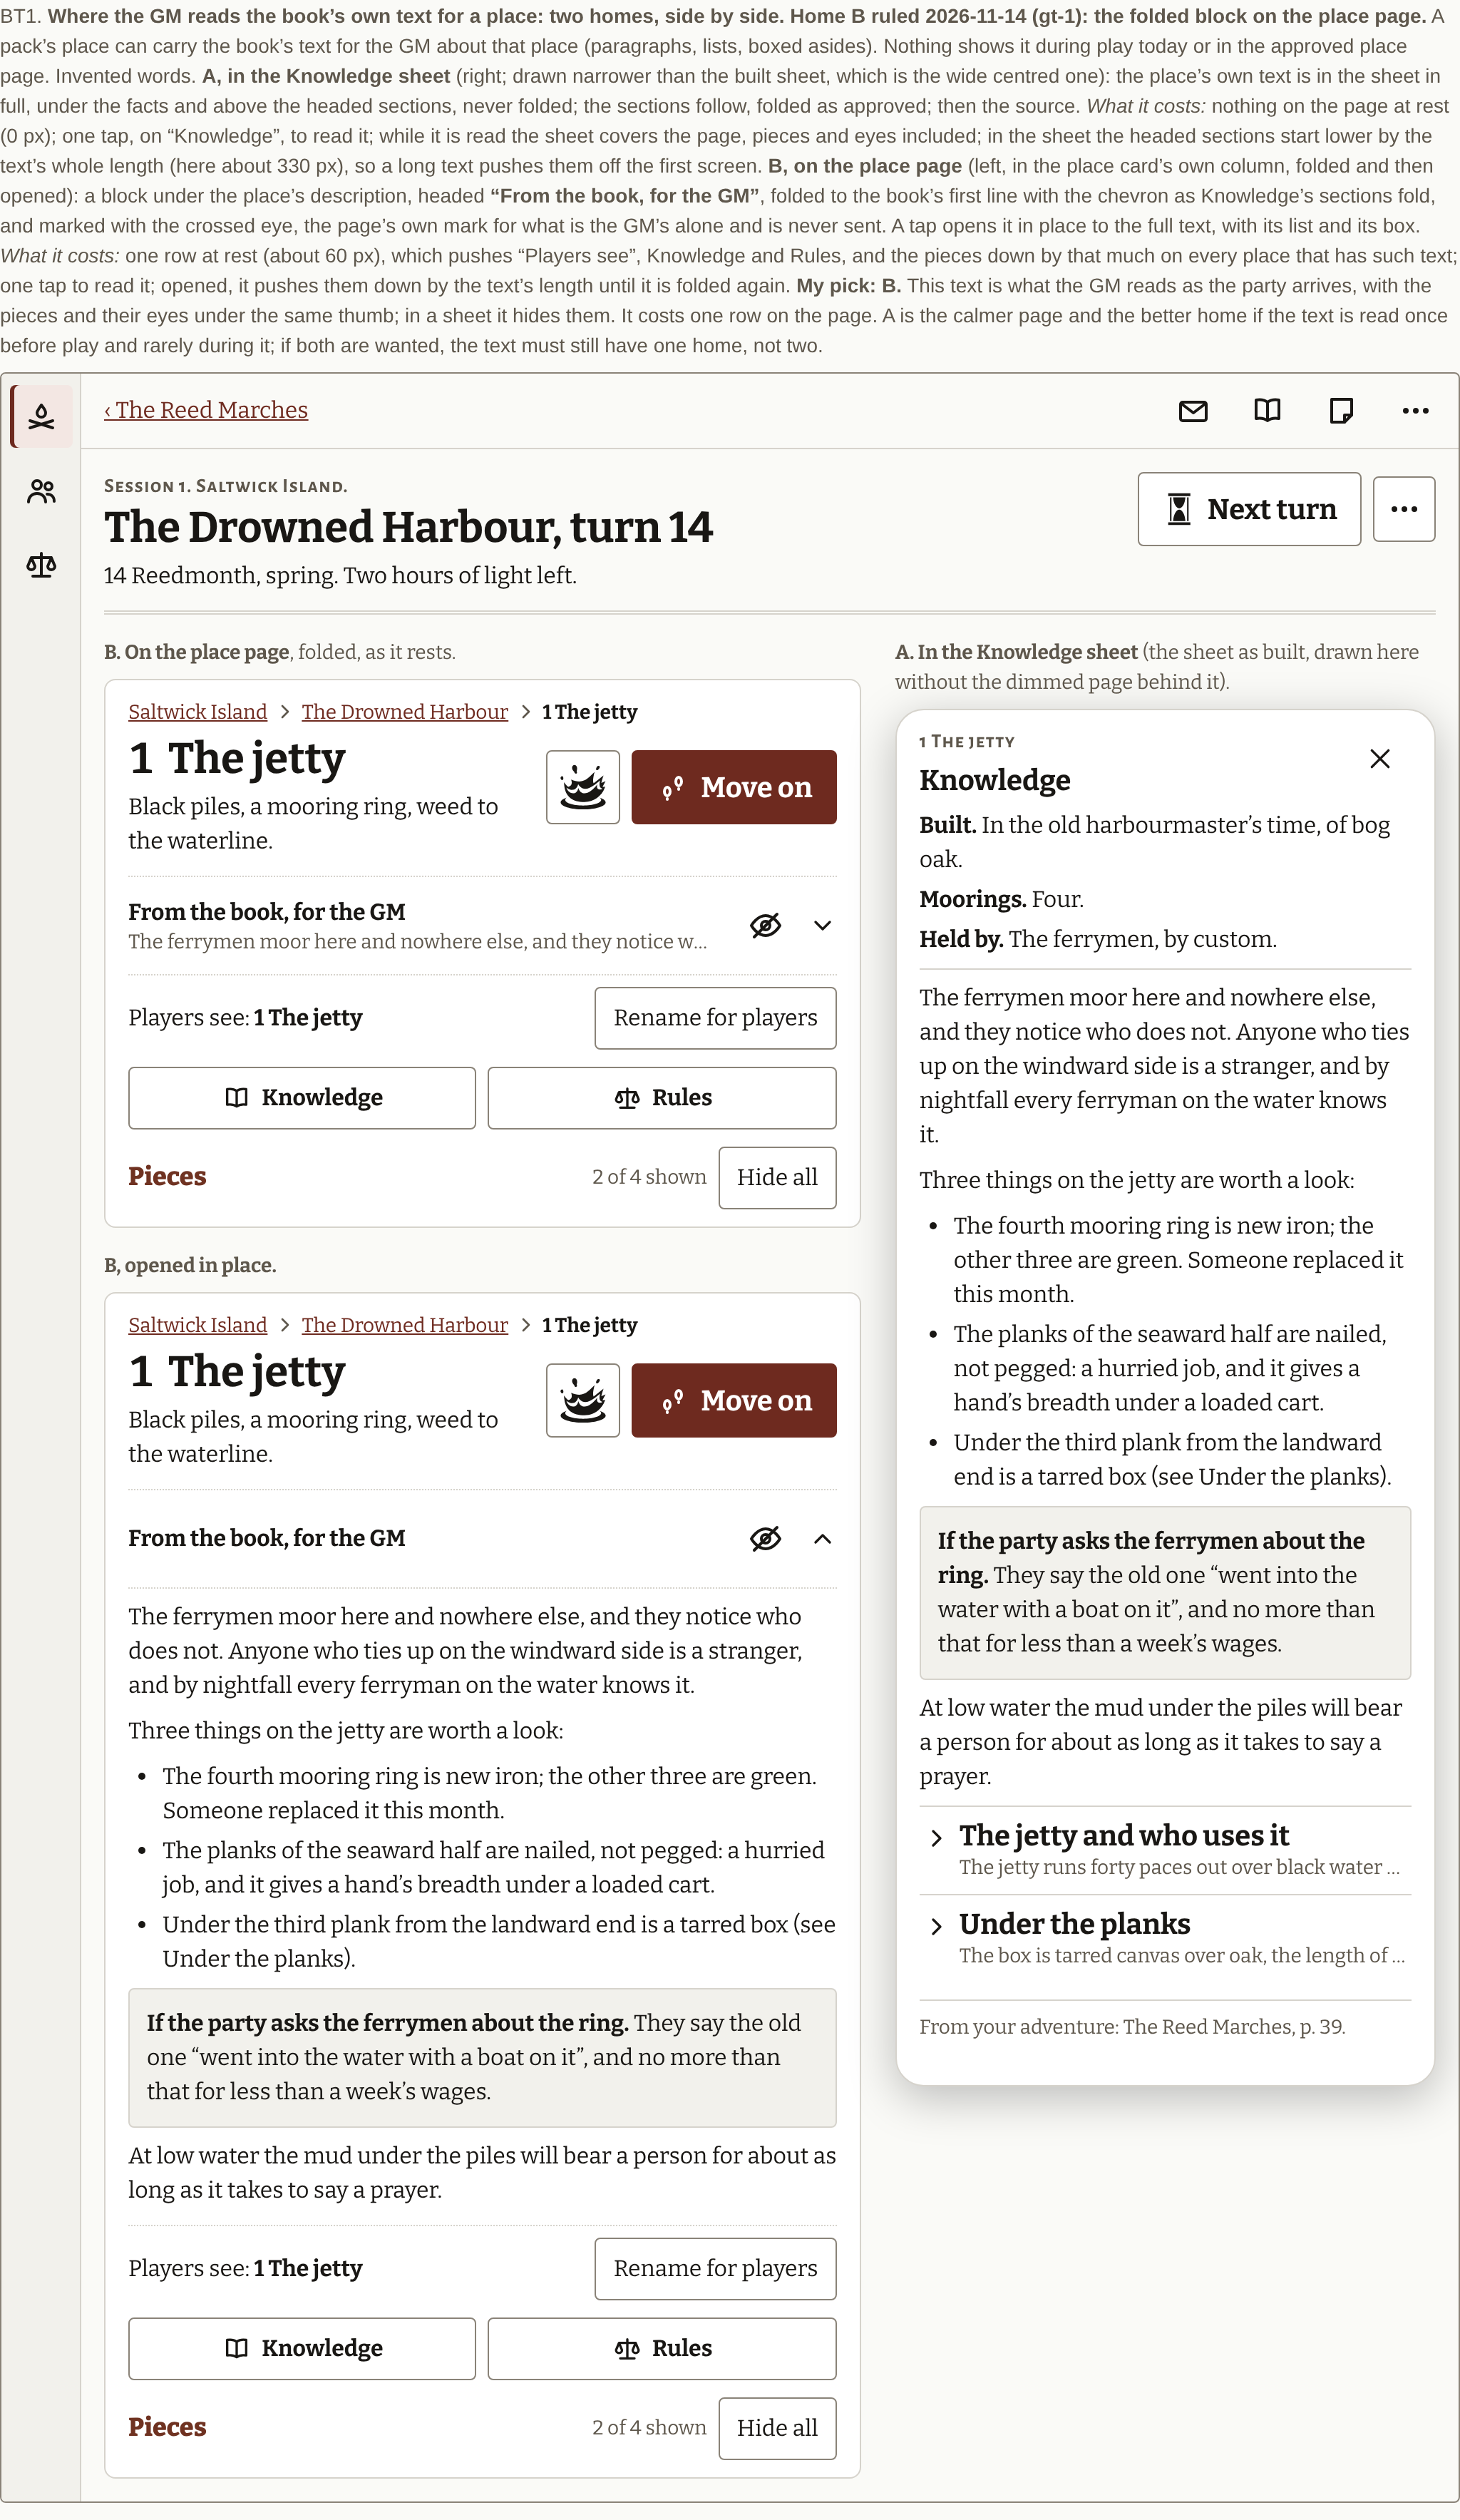 BT1. Where the GM reads the book’s own text for a place: two homes, side by side. Home B ruled 2026-11-14 (gt-1): the folded block on the place page. A
pack’s place can carry the book’s text for the GM about that place (paragraphs, lists, boxed asides). Nothing shows it during play today or in the approved place
page. Invented words. A, in the Knowledge sheet (right; drawn narrower than the built sheet, which is the wide centred one): the place’s own text is in the sheet in
full, under the facts and above the headed sections, never folded; the sections follow, folded as approved; then the source. What it costs: nothing on the page at rest
(0 px); one tap, on “Knowledge”, to read it; while it is read the sheet covers the page, pieces and eyes included; in the sheet the headed sections start lower by the
text’s whole length (here about 330 px), so a long text pushes them off the first screen. B, on the place page (left, in the place card’s own column, folded and then
opened): a block under the place’s description, headed “From the book, for the GM”, folded to the book’s first line with the chevron as Knowledge’s sections fold,
and marked with the crossed eye, the page’s own mark for what is the GM’s alone and is never sent. A tap opens it in place to the full text, with its list and its box.
What it costs: one row at rest (about 60 px), which pushes “Players see”, Knowledge and Rules, and the pieces down by that much on every place that has such text;
one tap to read it; opened, it pushes them down by the text’s length until it is folded again. My pick: B. This text is what the GM reads as the party arrives, with the
pieces and their eyes under the same thumb; in a sheet it hides them. It costs one row on the page. A is the calmer page and the better home if the text is read once
before play and rarely during it; if both are wanted, the text must still have one home, not two.
‹ The Reed Marches
Session 1. Saltwick Island.
The Drowned Harbour, turn 14
14 Reedmonth, spring. Two hours of light left.
Next turn
B. On the place page, folded, as it rests.
Saltwick Island > The Drowned Harbour > 1 The jetty
1 The jetty
Black piles, a mooring ring, weed to
the waterline.
Move on
From the book, for the GM
The ferrymen moor here and nowhere else, and they notice w...
Players see: 1 The jetty
Rename for players
Knowledge
Rules
Pieces
2 of 4 shown
Hide all
B, opened in place.
Saltwick Island > The Drowned Harbour > 1 The jetty
1 The jetty
Black piles, a mooring ring, weed to
the waterline.
Move on
From the book, for the GM
The ferrymen moor here and nowhere else, and they notice who
does not. Anyone who ties up on the windward side is a stranger,
and by nightfall every ferryman on the water knows it.
Three things on the jetty are worth a look:
• The fourth mooring ring is new iron; the other three are green.
Someone replaced it this month.
• The planks of the seaward half are nailed, not pegged: a hurried
job, and it gives a hand’s breadth under a loaded cart.
• Under the third plank from the landward end is a tarred box (see
Under the planks).
If the party asks the ferrymen about the ring. They say the old
one “went into the water with a boat on it”, and no more than
that for less than a week’s wages.
At low water the mud under the piles will bear a person for about as
long as it takes to say a prayer.
Players see: 1 The jetty
Rename for players
Knowledge
Rules
Pieces
2 of 4 shown
Hide all
A. In the Knowledge sheet (the sheet as built, drawn here
without the dimmed page behind it).
1 The jetty
Knowledge
Built. In the old harbourmaster’s time, of bog
oak.
Moorings. Four.
Held by. The ferrymen, by custom.
The ferrymen moor here and nowhere else,
and they notice who does not. Anyone who ties
up on the windward side is a stranger, and by
nightfall every ferryman on the water knows
it.
Three things on the jetty are worth a look:
• The fourth mooring ring is new iron; the
other three are green. Someone replaced it
this month.
• The planks of the seaward half are nailed,
not pegged: a hurried job, and it gives a
hand’s breadth under a loaded cart.
• Under the third plank from the landward
end is a tarred box (see Under the planks).
If the party asks the ferrymen about the
ring. They say the old one “went into the
water with a boat on it”, and no more than
that for less than a week’s wages.
At low water the mud under the piles will bear
a person for about as long as it takes to say a
prayer.
The jetty and who uses it
The jetty runs forty paces out over black water ...
Under the planks
The box is tarred canvas over oak, the length of ...
From your adventure: The Reed Marches, p. 39.